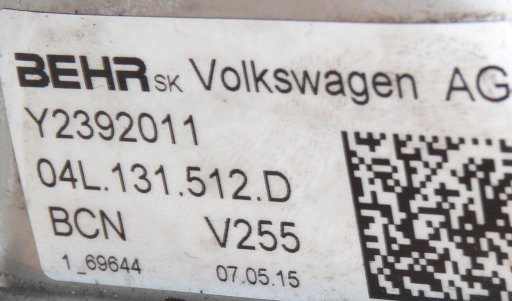 BEHR SK Volkswagen AG
Y2392011
04L.131.512.D
BCN V255
1_69644 07.05.15